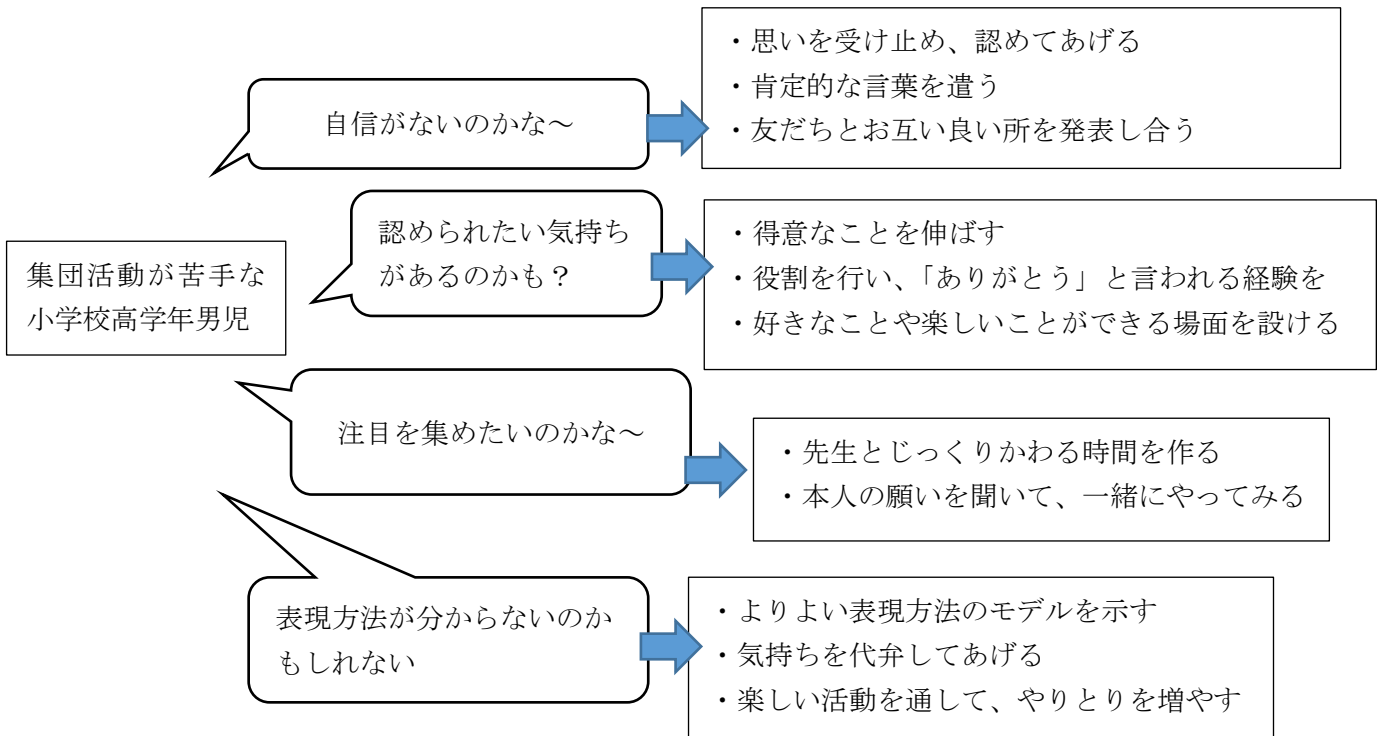 集団活動が苦手な
小学校高学年男児
自信がないのかな～
・思いを受け止め、認めてあげる
・肯定的な言葉を遣う
・友だちとお互い良い所を発表し合う
認められたい気持ち
があるのかも？
・得意なことを伸ばす
・役割を行い、「ありがとう」と言われる経験を
・好きなことや楽しいことができる場面を設ける
注目を集めたいのかな～
・先生とじっくりかわる時間を作る
・本人の願いを聞いて、一緒にやってみる
表現方法が分からないのか
もしれない
・よりよい表現方法のモデルを示す
・気持ちを代弁してあげる
・楽しい活動を通して、やりとりを増やす